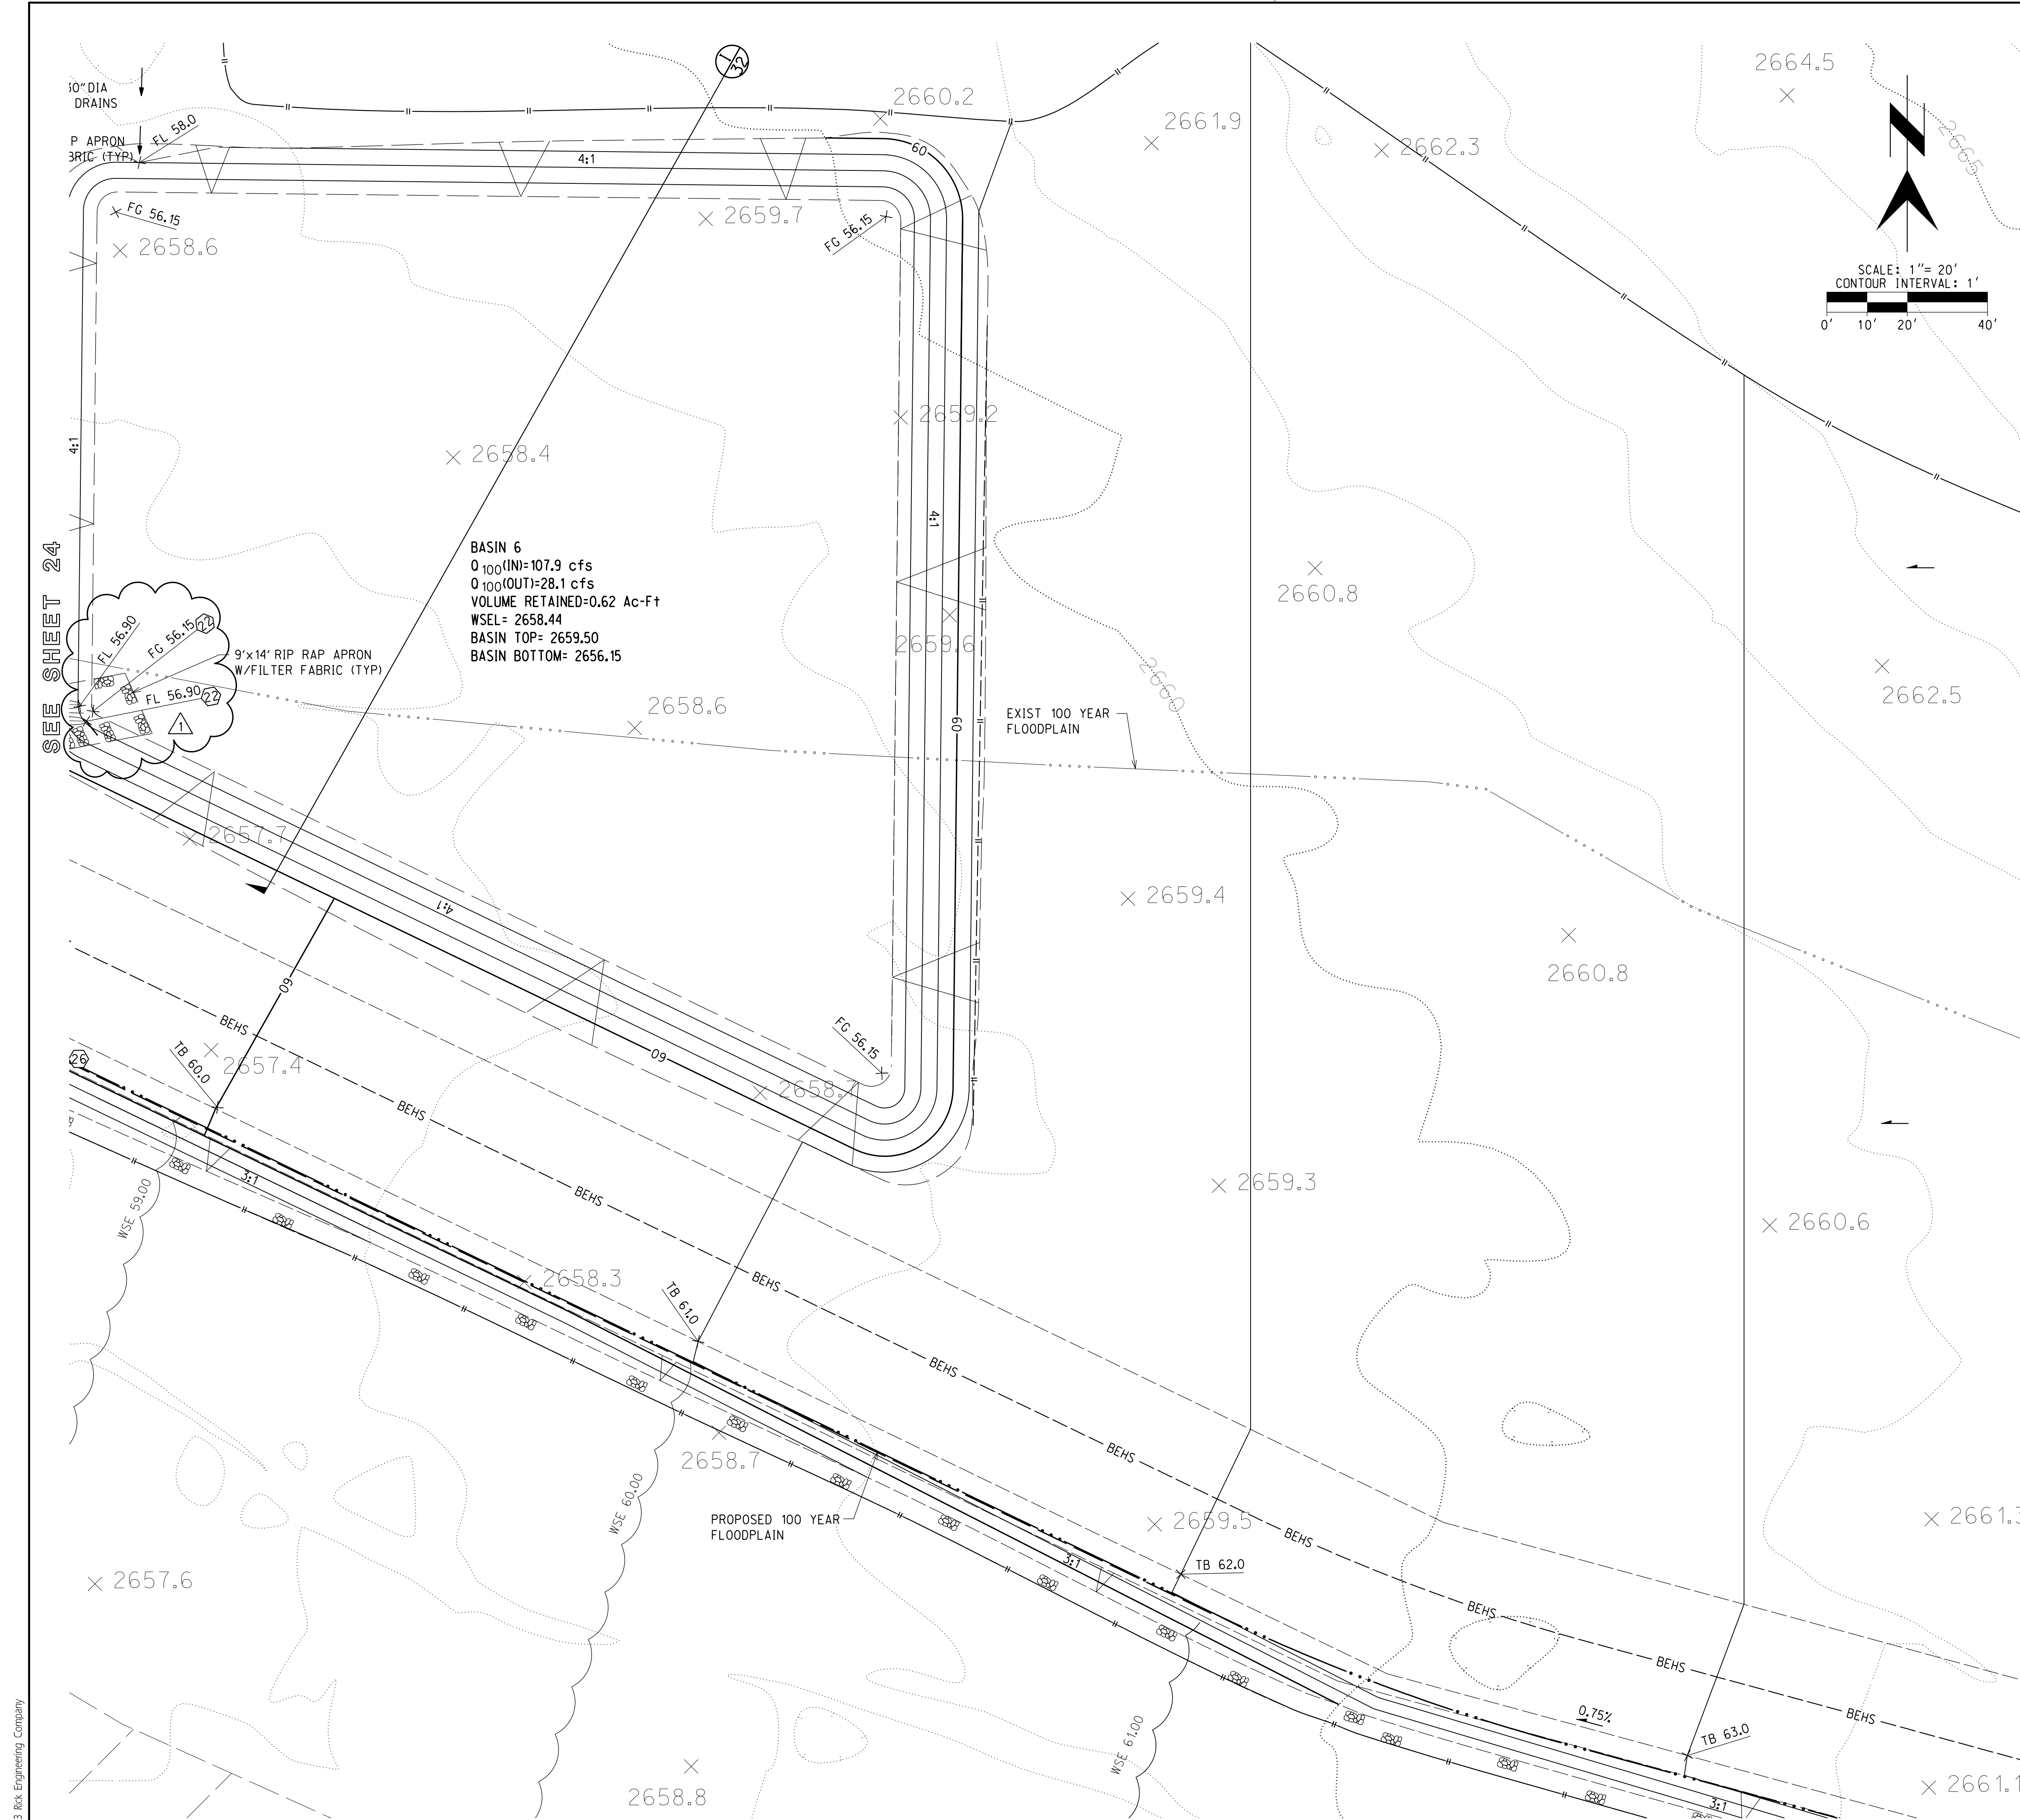 1
32
30" DIA
DRAINS
P APRON
BRIC (TYP)
FL 58.0
2660.2
2661.9
2662.3
2664.5
2665
N
SCALE: 1"= 20'
CONTOUR INTERVAL: 1'
0' 10' 20' 40'
4:1
60
FG 56.15
2658.6
2659.7
FG 56.15
4:1
2658.4
2659.2
4:1
SEE SHEET 24
BASIN 6
Q 100(IN)=107.9 cfs
Q 100(OUT)=28.1 cfs
VOLUME RETAINED=0.62 Ac-Ft
WSEL= 2658.44
BASIN TOP= 2659.50
BASIN BOTTOM= 2656.15
2660.8
2659.6
FL 56.90
FG 56.15 22
9'x14' RIP RAP APRON
W/FILTER FABRIC (TYP)
FL 56.90 22
1
2658.6
60
2660
EXIST 100 YEAR
FLOODPLAIN
2662.5
2657.7
4:1
2659.4
2660.8
60
BEHS
FG 56.15
60
26
TB 60.0
2657.4
2658.7
BEHS
3:1
BEHS
WSE 59.00
2659.3
2660.6
2658.3
BEHS
TB 61.0
BEHS
2658.7
WSE 60.00
PROPOSED 100 YEAR
FLOODPLAIN
BEHS
2659.5
BEHS
2661.3
3:1
TB 62.0
2657.6
BEHS
BEHS
0.75%
BEHS
TB 63.0
WSE 61.00
2658.8
2661.1
3:1
3 Rick Engineering Company